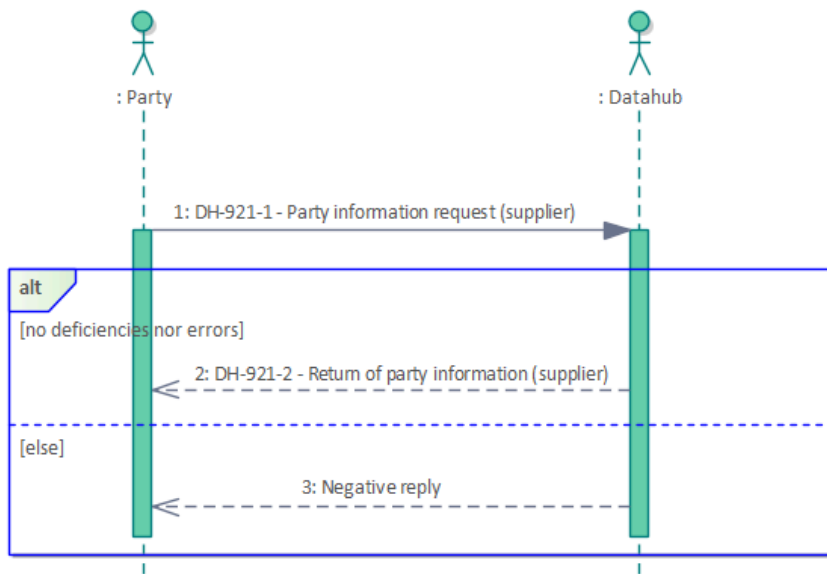 : Party
: Datahub
1: DH-921-1 - Party information request (supplier)
alt
[no deficiencies nor errors]
2: DH-921-2 - Return of party information (supplier)
[else]
3: Negative reply